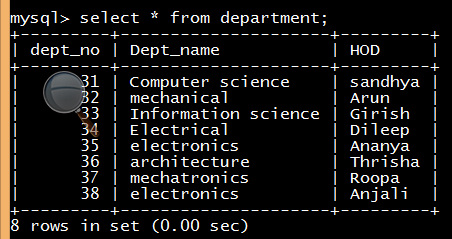 mysql> select * from department;
+---------+---------------------+---------+
| dept_no | Dept_name           | HOD     |
+---------+---------------------+---------+
|      31 | Computer science    | sandhya |
|      32 | mechanical          | Arun    |
|      33 | Information science | Girish  |
|      34 | Electrical          | Dileep  |
|      35 | electronics         | Ananya  |
|      36 | architecture        | Thrisha |
|      37 | mechatronics        | Roopa   |
|      38 | electronics         | Anjali  |
+---------+---------------------+---------+
8 rows in set (0.00 sec)